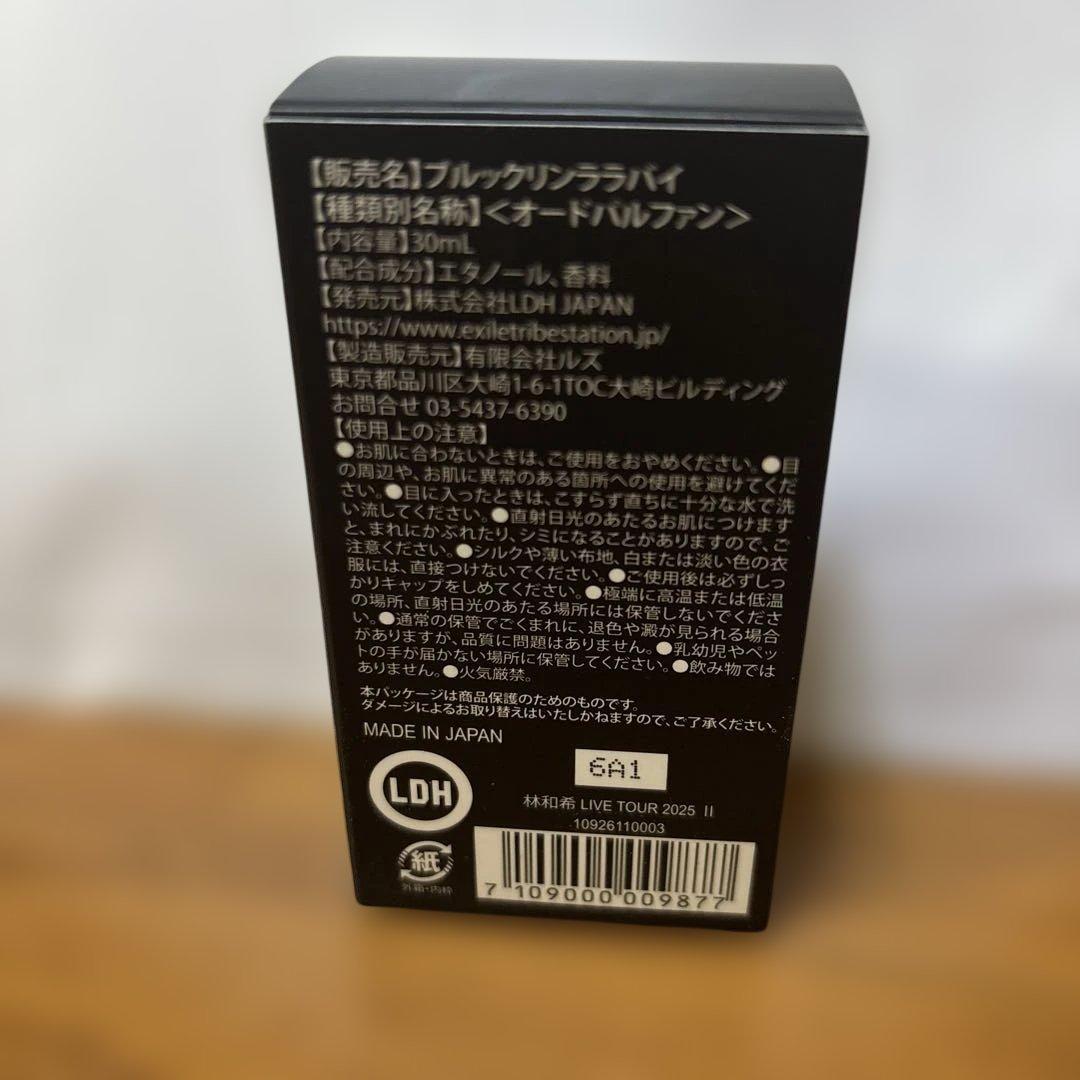 【販売名】ブルックリンララバイ
【種類別名称】＜オードパルファン＞
【内容量】30mL
【配合成分】エタノール、香料
【発売元】株式会社LDH JAPAN
https://www.exiletribestation.jp/
【製造販売元】有限会社ルズ
東京都品川区大崎1-6-1TOC大崎ビルディング
お問合せ 03-5437-6390
【使用上の注意】
●お肌に合わないときは、ご使用をおやめください。●目
の周辺や、お肌に異常のある箇所への使用を避けてくだ
さい。●目に入ったときは、こすらず直ちに十分な水で洗
い流してください。●直射日光のあたるお肌につけます
と、まれにかぶれたり、シミになることがありますので、ご
注意ください。●シルクや薄い布地、白または淡い色の衣
服には、直接つけないでください。●ご使用後は必ずしっ
かりキャップをしめてください。●極端に高温または低温
の場所、直射日光のあたる場所には保管しないでくださ
い。●通常の保管でごくまれに、退色や澱が見られる場合
がありますが、品質に問題はありません。●乳幼児やペッ
トの手が届かない場所に保管してください。●飲み物では
ありません。●火気厳禁。
本パッケージは商品保護のためのものです。
ダメージによるお取り替えはいたしかねますので、ご了承ください。
MADE IN JAPAN
LDH
6A1
林和希 LIVE TOUR 2025 II
10926110003
紙
外箱・内枠
7 109000 009877